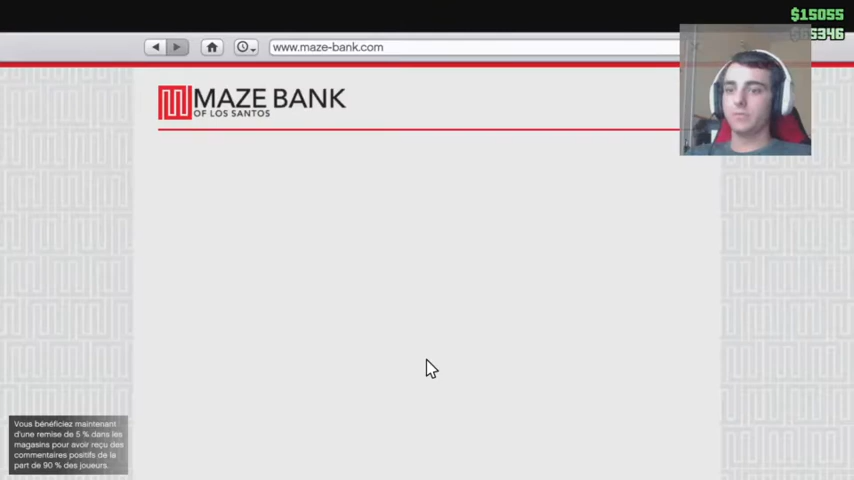 $15055
www.maze-bank.com
MAZE BANK
OF LOS SANTOS
Vous bénéficiez maintenant
d'une remise de 5 % dans les
magasins pour avoir reçu des
commentaires positifs de la
part de 90 % des joueurs.